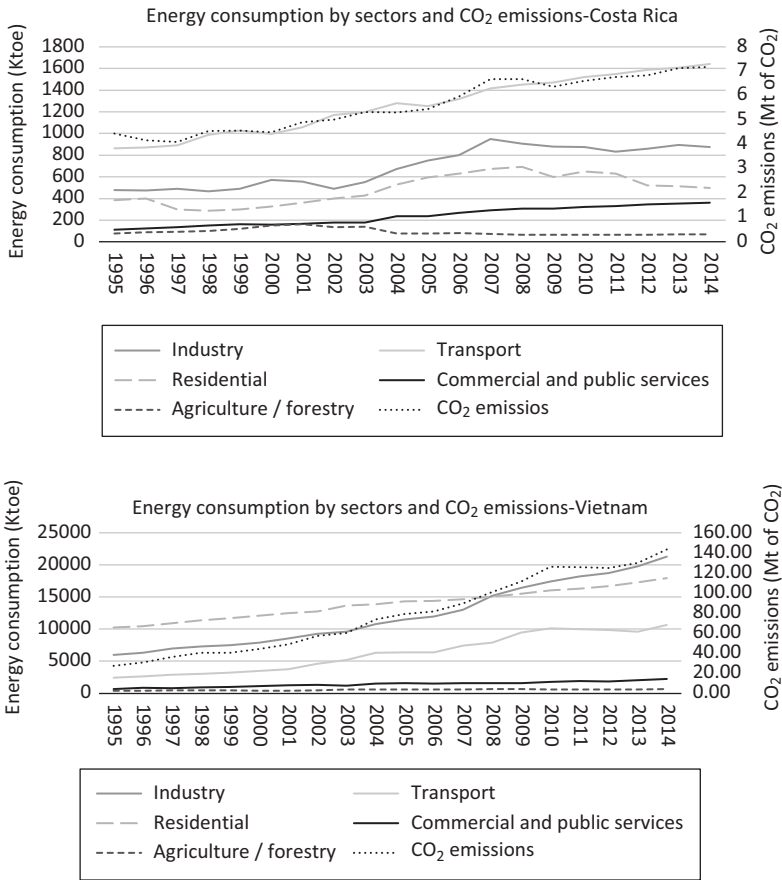 Energy consumption by sectors and CO₂ emissions-Costa Rica
Energy consumption (Ktoe)
1800
1600
1400
1200
1000
800
600
400
200
0
8
7
6
5
4
3
2
1
0
CO₂ emissions (Mt of CO₂)
1995 1996 1997 1998 1999 2000 2001 2002 2003 2004 2005 2006 2007 2008 2009 2010 2011 2012 2013 2014
Industry Transport
Residential Commercial and public services
Agriculture / forestry CO₂ emissios
Energy consumption by sectors and CO₂ emissions-Vietnam
Energy consumption (Ktoe)
25000
20000
15000
10000
5000
0
160.00
140.00
120.00
100.00
80.00
60.00
40.00
20.00
0.00
CO₂ emissions (Mt of CO₂)
1995 1996 1997 1998 1999 2000 2001 2002 2003 2004 2005 2006 2007 2008 2009 2010 2011 2012 2013 2014
Industry Transport
Residential Commercial and public services
Agriculture / forestry CO₂ emissions